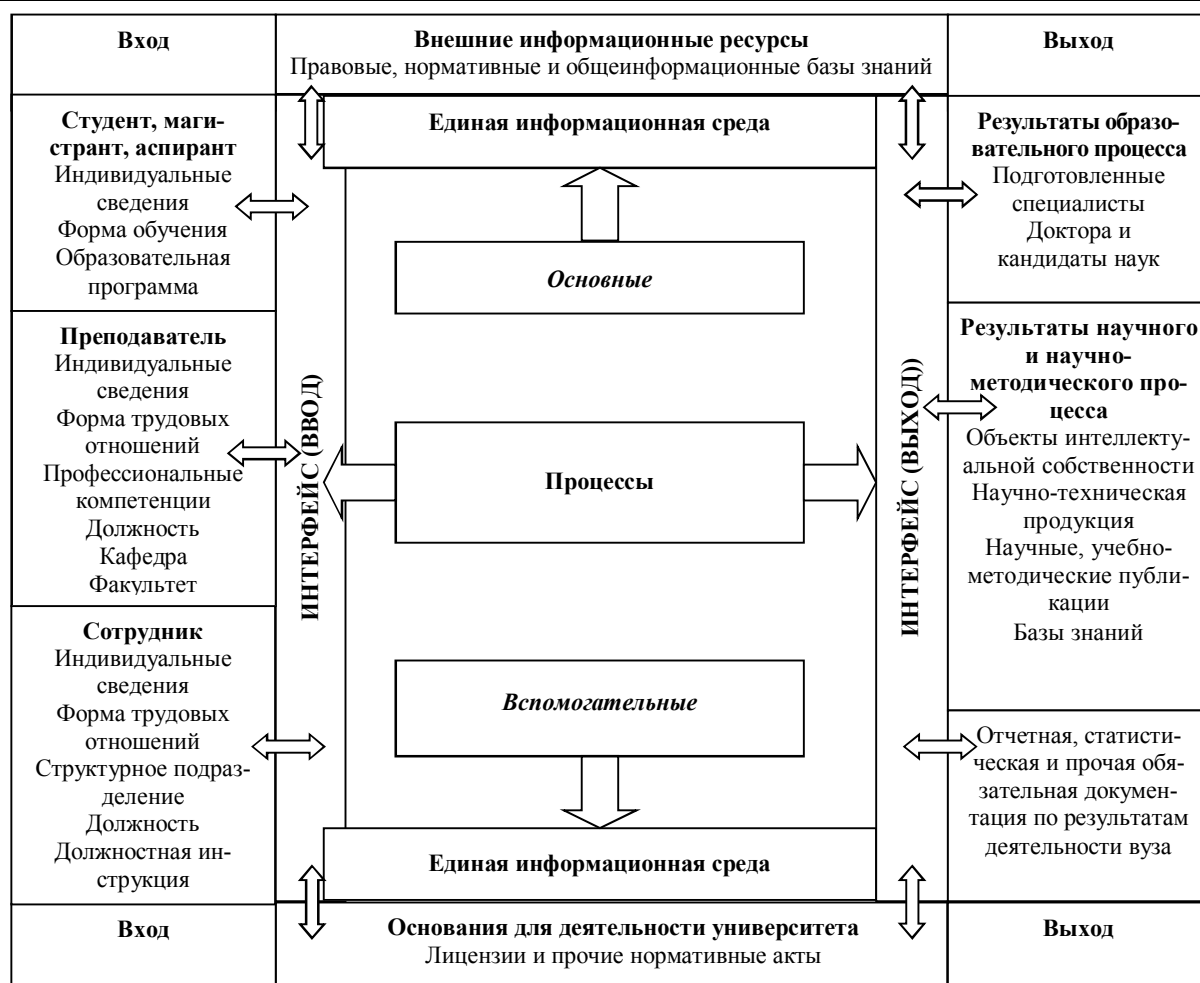 Вход
Внешние информационные ресурсы
Правовые, нормативные и общеинформационные базы знаний
Выход
Студент, маги-
странт, аспирант
Индивидуальные
сведения
Форма обучения
Образовательная
программа
Преподаватель
Индивидуальные
сведения
Форма трудовых
отношений
Профессиональные
компетенции
Должность
Кафедра
Факультет
Сотрудник
Индивидуальные
сведения
Форма трудовых
отношений
Структурное подраз-
деление
Должность
Должностная ин-
струкция
ИНТЕРФЕЙС (ВВОД)
Единая информационная среда
Основные
Процессы
Вспомогательные
Единая информационная среда
ИНТЕРФЕЙС (ВЫХОД))
Результаты образо-
вательного процесса
Подготовленные
специалисты
Доктора и
кандидаты наук
Результаты научного
и научно-
методического про-
цесса
Объекты интеллекту-
альной собственности
Научно-техническая
продукция
Научные, учебно-
методические публи-
кации
Базы знаний
Отчетная, статисти-
ческая и прочая обя-
зательная докумен-
тация по результатам
деятельности вуза
Вход
Основания для деятельности университета
Лицензии и прочие нормативные акты
Выход